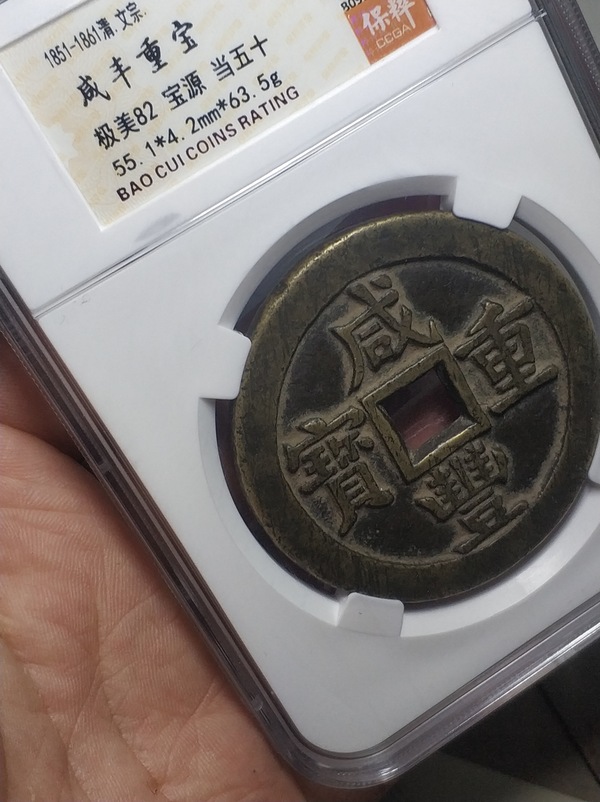 1851-1861清.文宗
咸丰重宝
极美82 宝源 当五十
55.1*4.2mm*63.5g
BAO CUI COINS RATING
保粹
CCGA
咸豐重寶